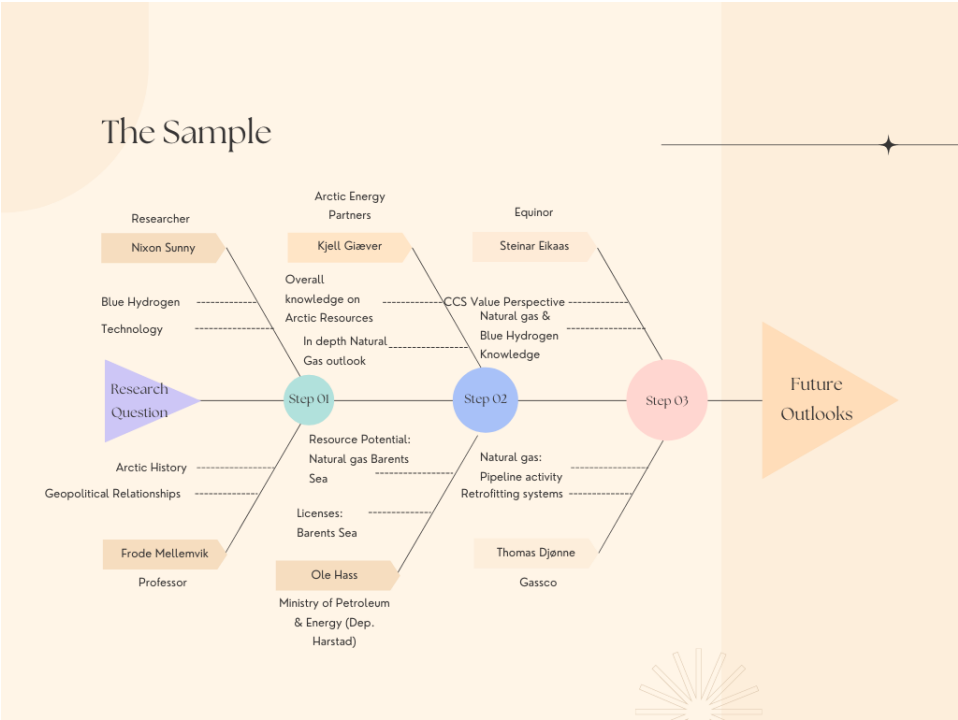 The Sample
Researcher
Nixon Sunny
Blue Hydrogen
Technology
Arctic Energy
Partners
Kjell Giæver
Overall
knowledge on
Arctic Resources
In depth Natural
Gas outlook
Equinor
Steinar Eikaas
CCS Value Perspective
Natural gas &
Blue Hydrogen
Knowledge
Research
Question
Step 01
Step 02
Step 03
Future
Outlooks
Arctic History
Geopolitical Relationships
Frode Mellemvik
Professor
Resource Potential:
Natural gas Barents
Sea
Licenses:
Barents Sea
Ole Hass
Ministry of Petroleum
& Energy (Dep.
Harstad)
Natural gas:
Pipeline activity
Retrofitting systems
Thomas Djønne
Gassco